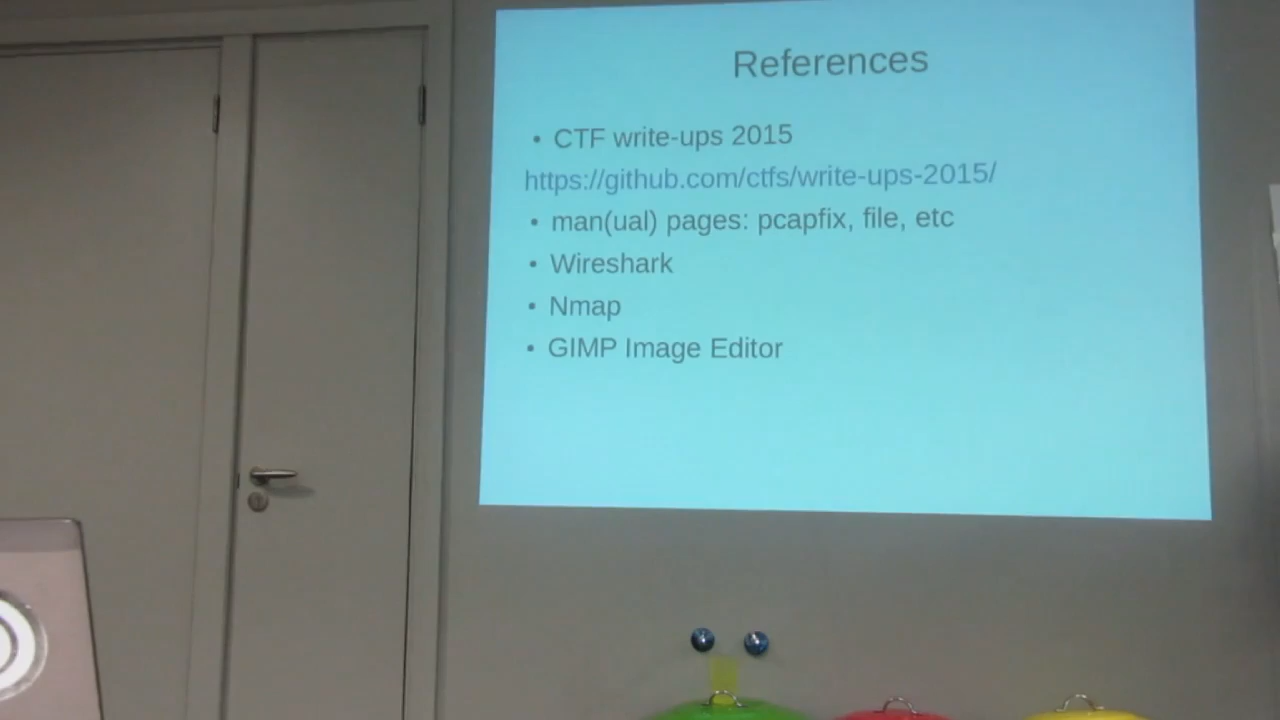 References
• CTF write-ups 2015
https://github.com/ctfs/write-ups-2015/
• man(ual) pages: pcapfix, file, etc
• Wireshark
• Nmap
• GIMP Image Editor